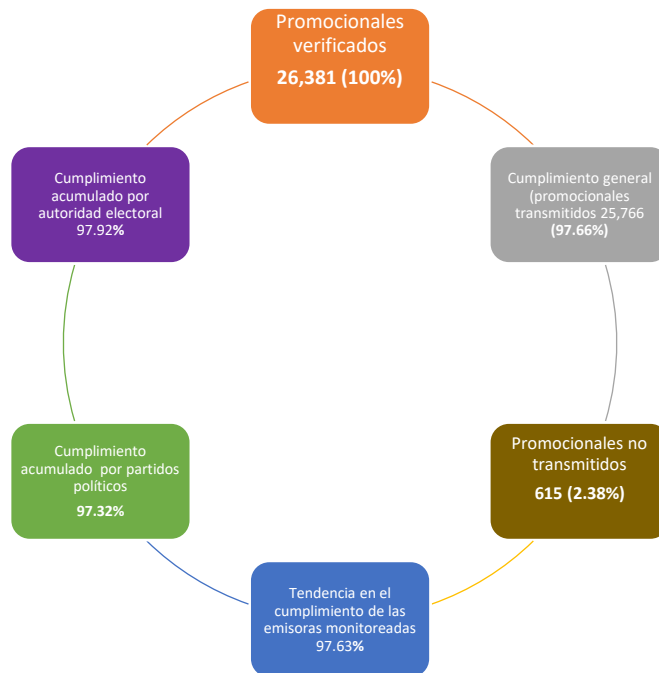 Promocionales
verificados
26,381 (100%)
Cumplimiento general
(promocionales
transmitidos 25,766
(97.66%)
Promocionales no
transmitidos
615 (2.38%)
Tendencia en el
cumplimiento de las
emisoras monitoreadas
97.63%
Cumplimiento
acumulado por partidos
políticos
97.32%
Cumplimiento
acumulado por
autoridad electoral
97.92%